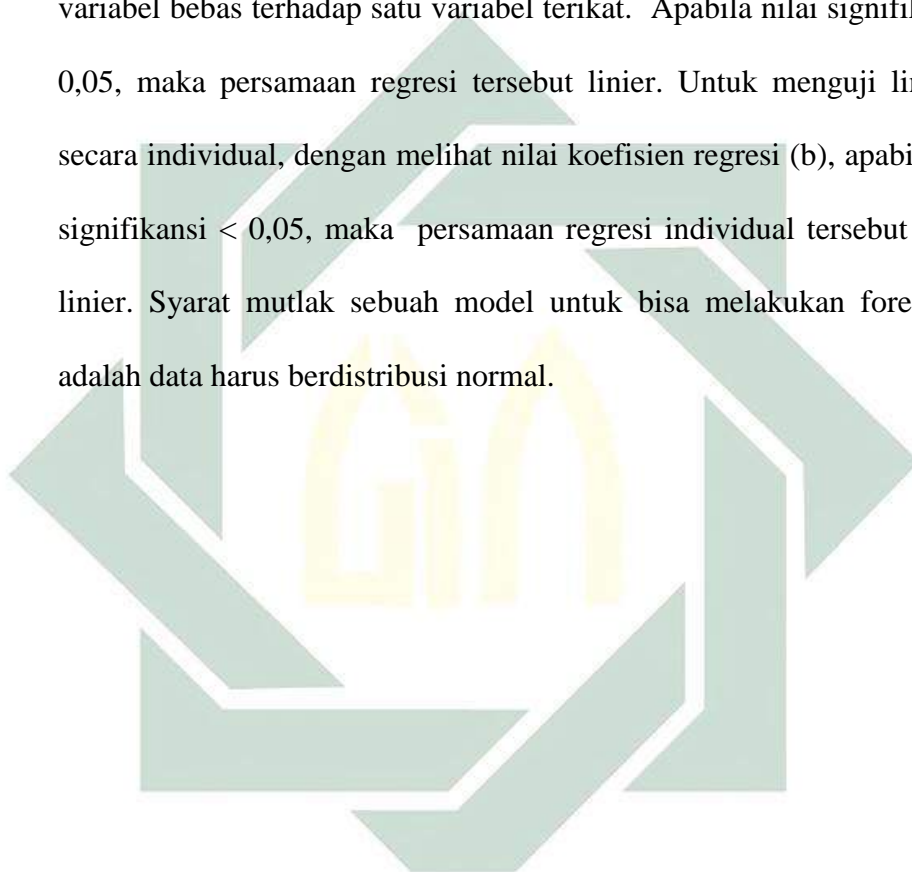 variabel bebas terhadap satu variabel terikat. Apabila nilai
0,05, maka persamaan regresi tersebut linier. Untuk menguji
secara individual, dengan melihat nilai koefisien regresi (b),
signifikansi < 0,05, maka persamaan regresi individual tersebut
linier. Syarat mutlak sebuah model untuk bisa melakukan
adalah data harus berdistribusi normal.